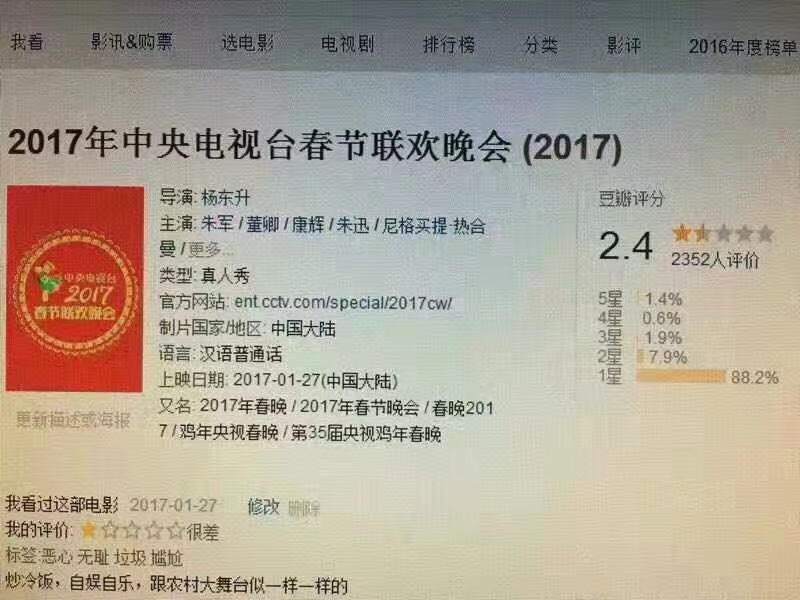 我看 影讯&购票 选电影 电视剧 排行榜 分类 影评 2016年度榜单
2017年中央电视台春节联欢晚会 (2017)
中央电视台
2017
春节联欢晚会
更新描述或海报
导演: 杨东升
主演: 朱军 / 董卿 / 康辉 / 朱迅 / 尼格买提·热合
曼 / 更多...
类型: 真人秀
官方网站: ent.cctv.com/special/2017cw/
制片国家/地区: 中国大陆
语言: 汉语普通话
上映日期: 2017-01-27(中国大陆)
又名: 2017年春晚 / 2017年春节晚会 / 春晚201
7 / 鸡年央视春晚 / 第35届央视鸡年春晚
豆瓣评分
2.4
2352人评价
5星 1.4%
4星 0.6%
3星 1.9%
2星 7.9%
1星 88.2%
我看过这部电影 2017-01-27 修改 删除
我的评价: 很差
标签:恶心 无耻 垃圾 尴尬
炒冷饭，自娱自乐，跟农村大舞台似一样一样的